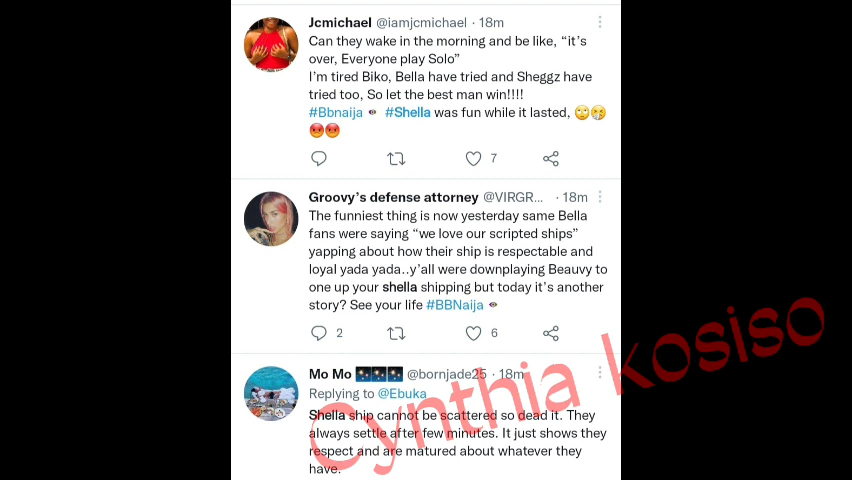 Jcmichael @iamjcmichael · 18m
Can they wake in the morning and be like, “it’s
over, Everyone play Solo”
I’m tired Biko, Bella have tried and Sheggz have
tried too, So let the best man win!!!!
#Bbnaija #Shella was fun while it lasted, 🙄🤧
😡😡
7
Groovy’s defense attorney @VIRGR... · 18m
The funniest thing is now yesterday same Bella
fans were saying “we love our scripted ships”
yapping about how their ship is respectable and
loyal yada yada..y’all were downplaying Beauvy to
one up your shella shipping but today it’s another
story? See your life #BBNaija
2 6
Mo Mo @bornjade25 · 18m
Replying to @Ebuka
Shella ship cannot be scattered so dead it. They
always settle after few minutes. It just shows they
respect and are matured about whatever they
have.
Cynthia kosiso